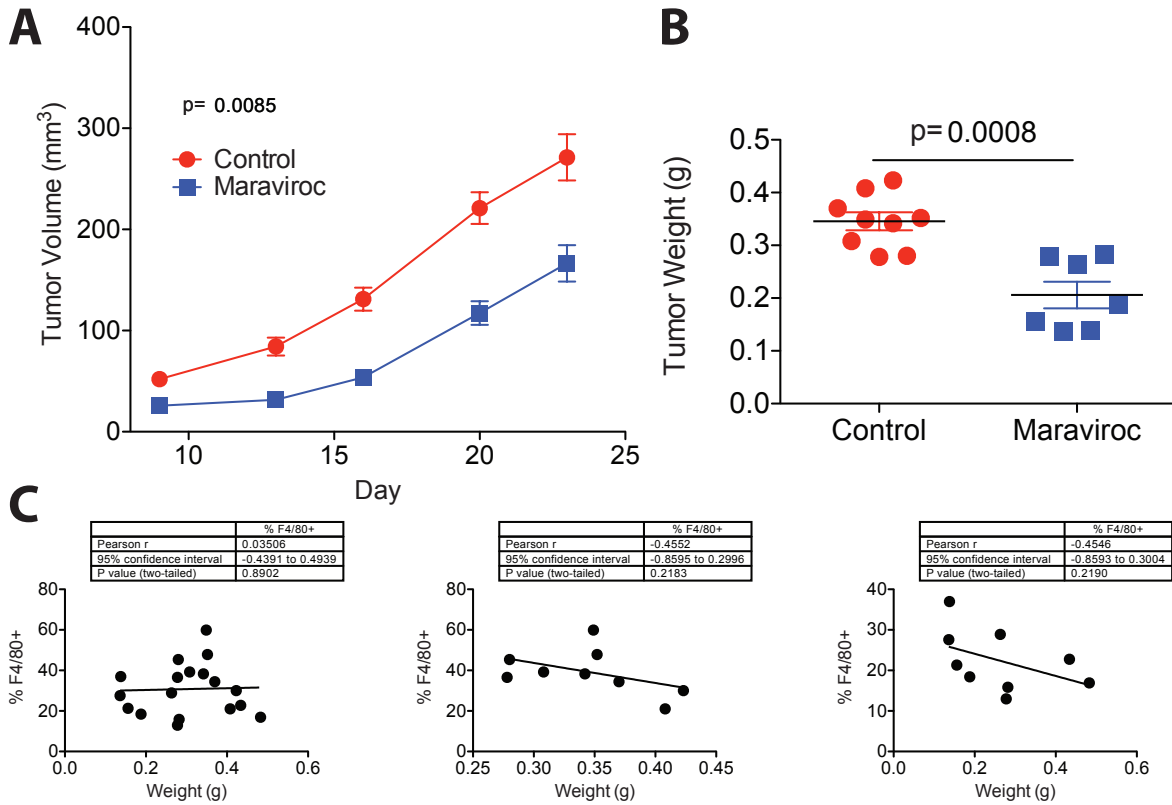 A
Tumor Volume (mm³)
400
300
200
100
0
p= 0.0085
Control
Maraviroc
10
15
20
25
Day
B
Tumor Weight (g)
0.5
0.4
0.3
0.2
0.1
0.0
p= 0.0008
Control
Maraviroc
C
% F4/80+
Pearson r 0.03506
95% confidence interval -0.4391 to 0.4939
P value (two-tailed) 0.8902
% F4/80+
80
60
40
20
0
0.0
0.2
0.4
0.6
Weight (g)
% F4/80+
Pearson r -0.4552
95% confidence interval -0.8595 to 0.2996
P value (two-tailed) 0.2183
% F4/80+
80
60
40
20
0
0.25
0.30
0.35
0.40
0.45
Weight (g)
% F4/80+
Pearson r -0.4546
95% confidence interval -0.8593 to 0.3004
P value (two-tailed) 0.2190
% F4/80+
40
30
20
10
0
0.0
0.2
0.4
0.6
Weight (g)